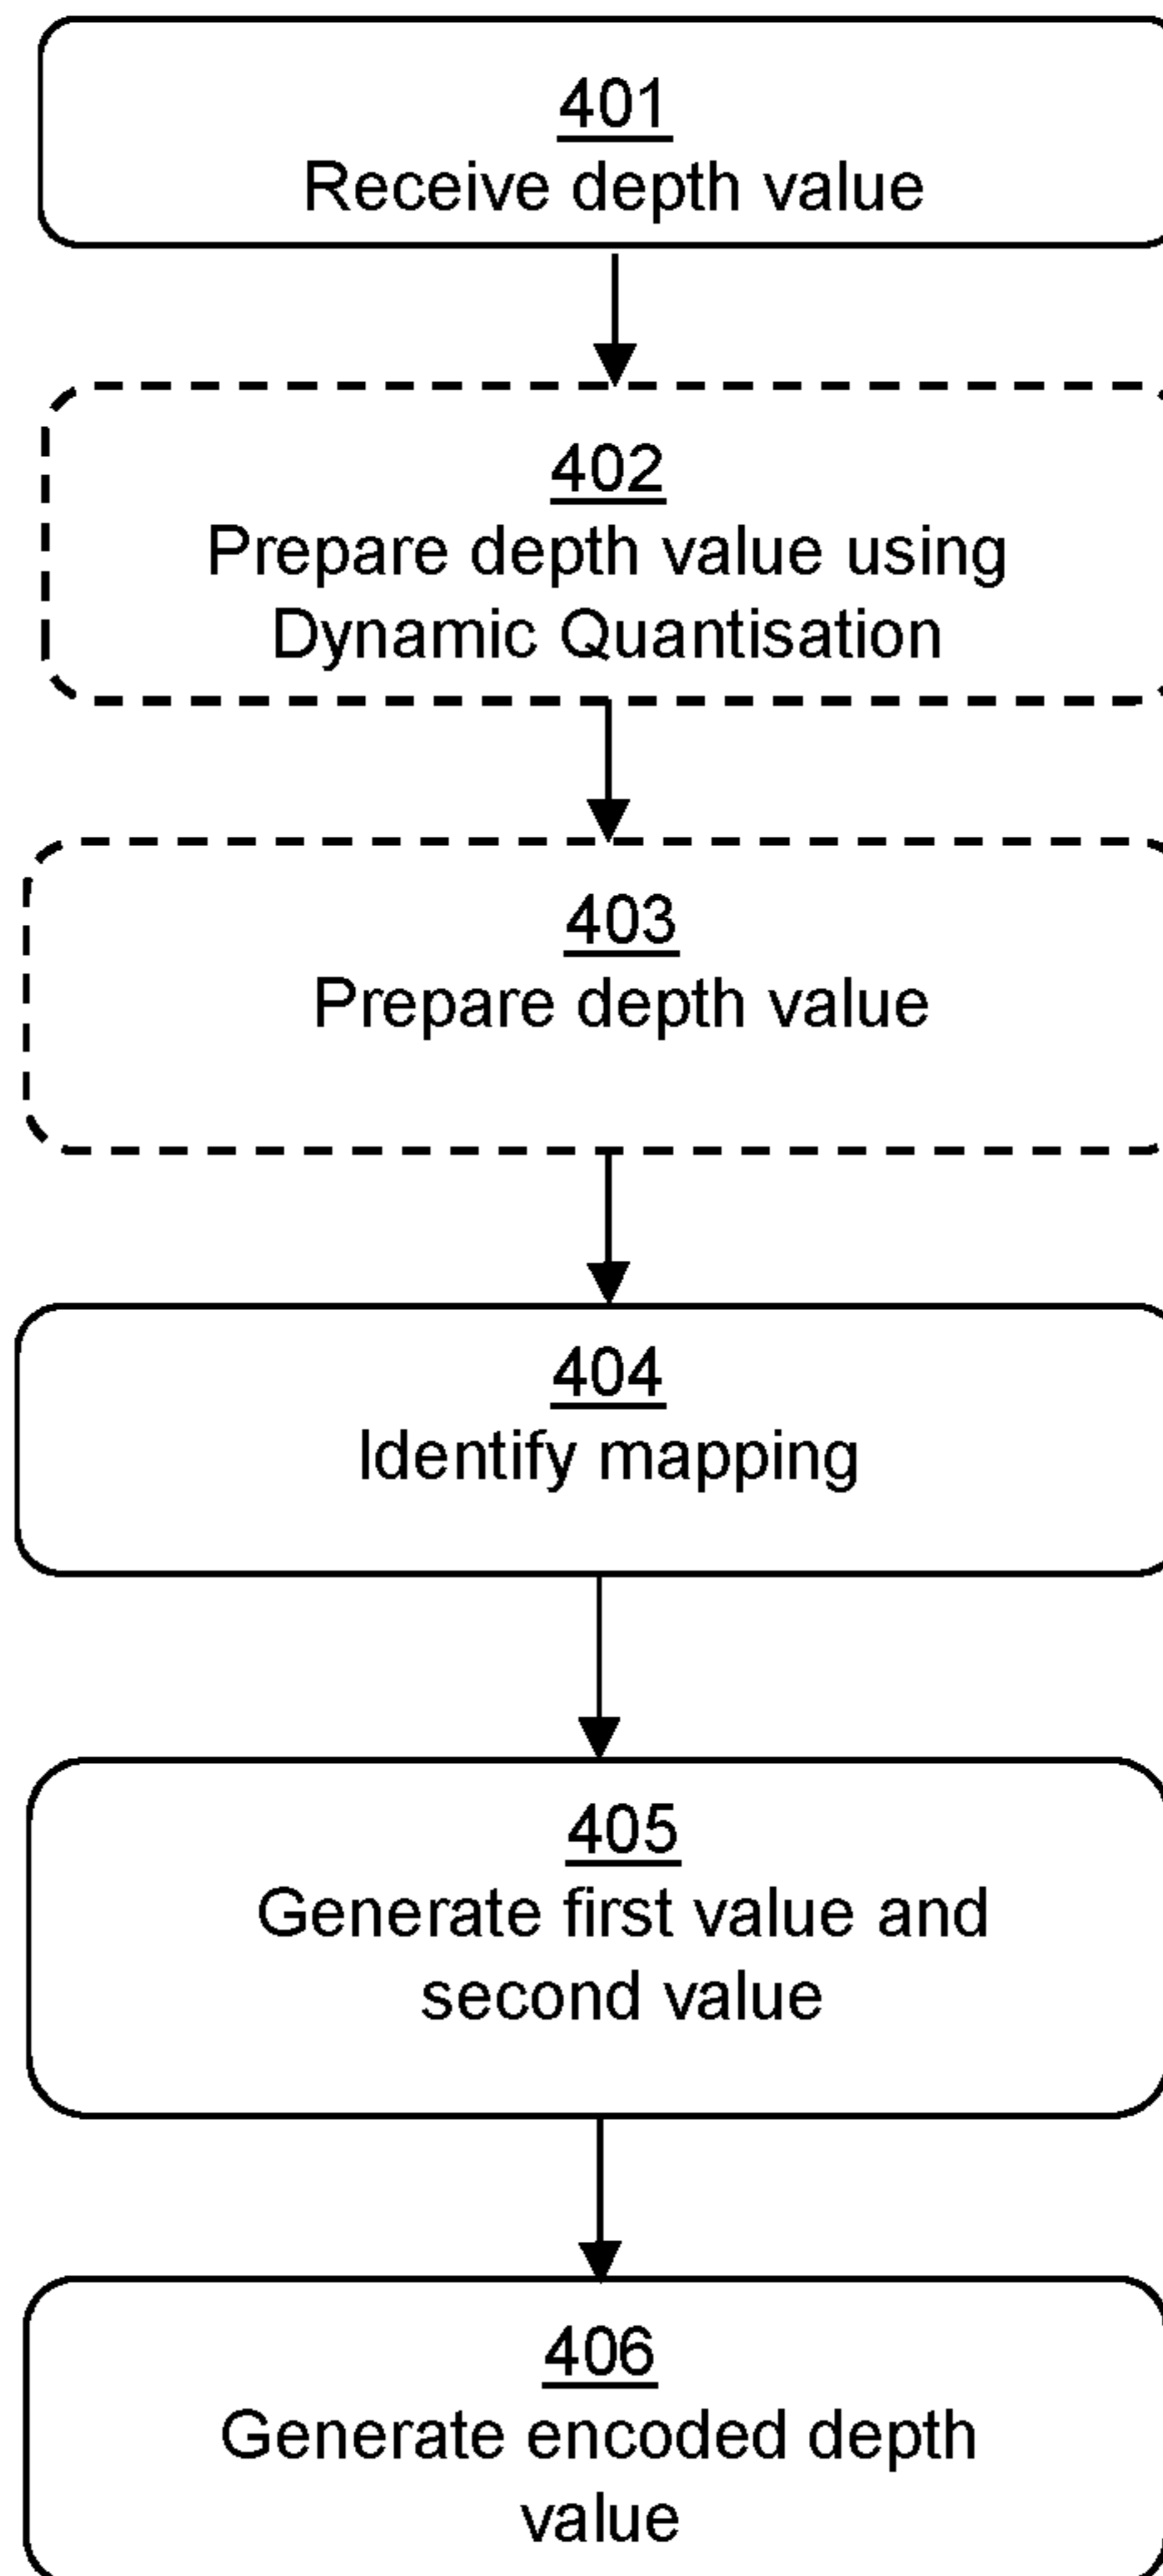 401
Receive depth value
402
Prepare depth value using
Dynamic Quantisation
403
Prepare depth value
404
Identify mapping
405
Generate first value and
second value
406
Generate encoded depth
value